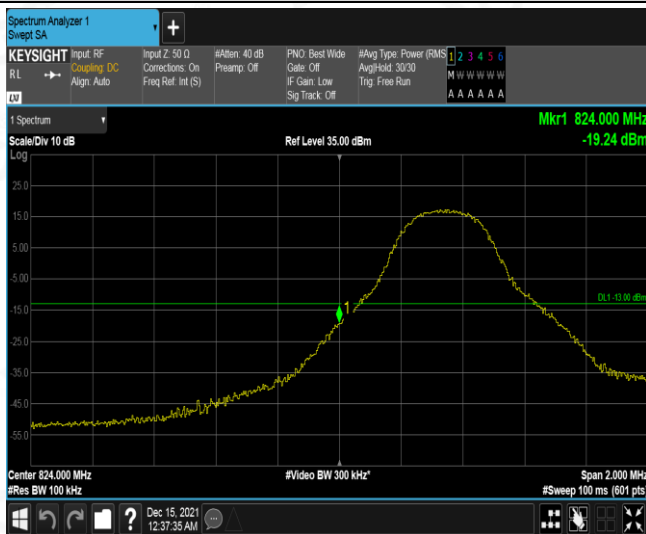 Spectrum Analyzer 1
Swept SA
+
KEYSIGHT
RL
LXI
Input: RF
Coupling: DC
Align: Auto
Input Z: 50 Ω
Corrections: On
Freq Ref: Int (S)
#Atten: 40 dB
Preamp: Off
PNO: Best Wide
Gate: Off
IF Gain: Low
Sig Track: Off
#Avg Type: Power (RMS
Avg|Hold: 30/30
Trig: Free Run
1 2 3 4 5 6
M W W W W W
A A A A A A
1 Spectrum
Scale/Div 10 dB
Ref Level 35.00 dBm
Mkr1 824.000 MHz
-19.24 dBm
Log
25.0
15.0
5.00
-5.00
DL1 -13.00 dBm
1
-15.0
-25.0
-35.0
-45.0
-55.0
Center 824.000 MHz
#Video BW 300 kHz*
Span 2.000 MHz
#Res BW 100 kHz
#Sweep 100 ms (601 pts)
?
Dec 15, 2021
12:37:35 AM